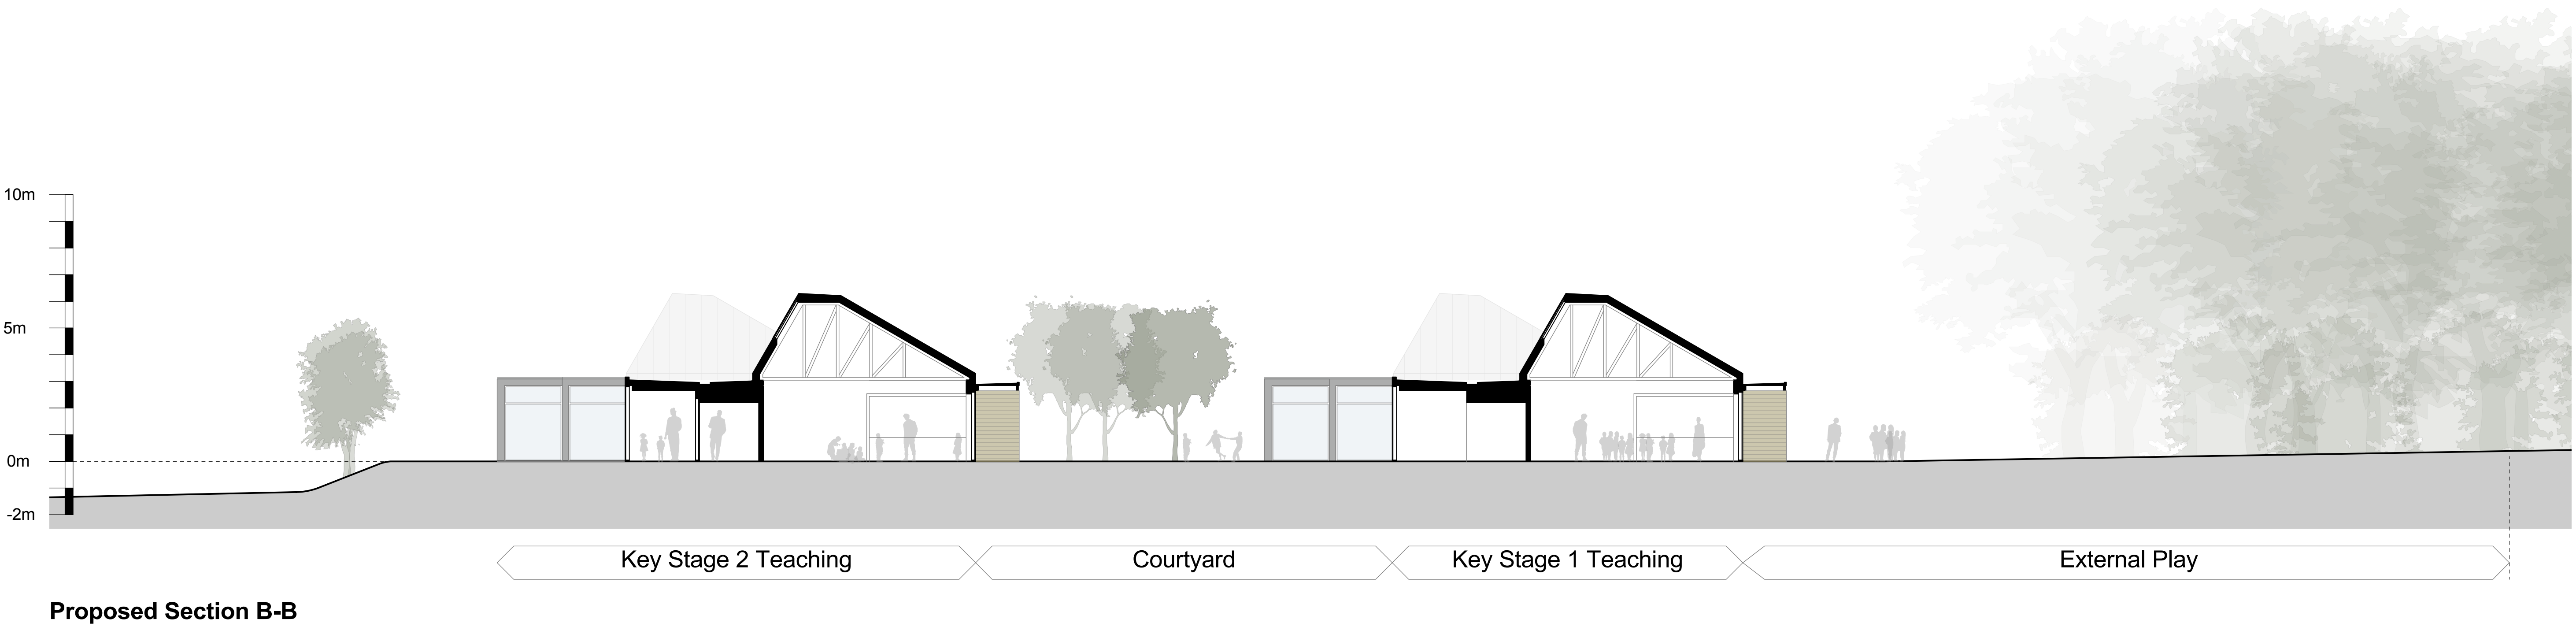 10m
5m
0m
-2m
Key Stage 2 Teaching
Courtyard
Key Stage 1 Teaching
External Play
Proposed Section B-B